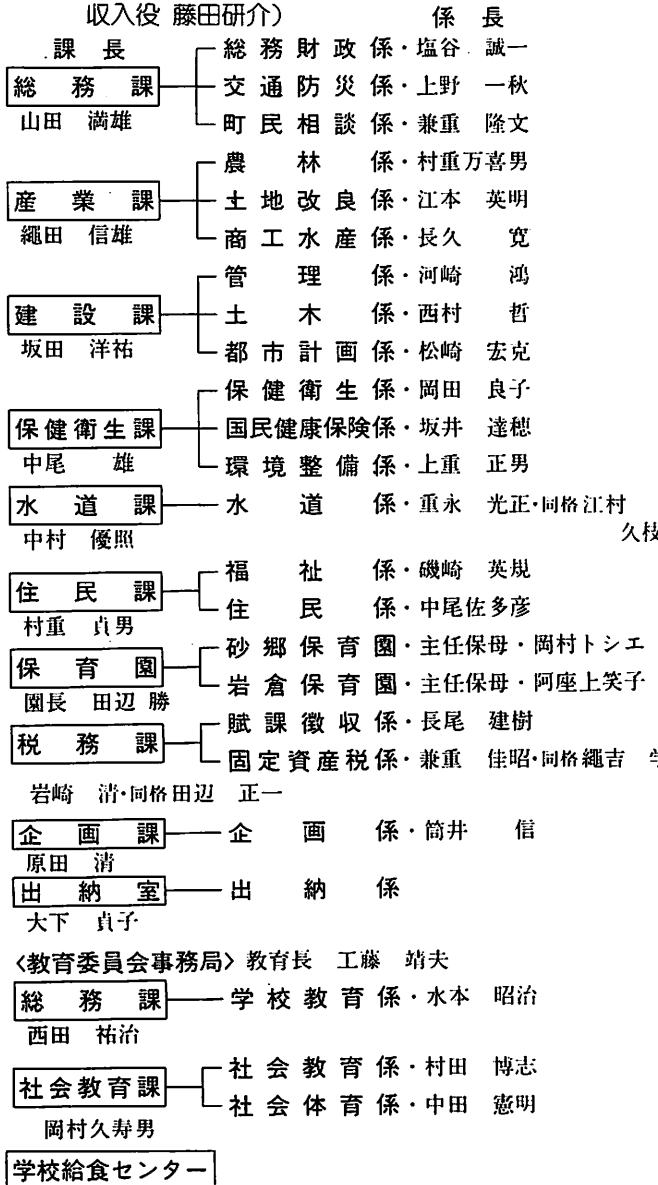 収入役 藤田研介） 係長
課長 総務財政係・塩谷 誠一
総務課 交通防災係・上野 一秋
山田 満雄 町民相談係・兼重 隆文
農林係・村重万喜男
産業課 土地改良係・江本 英明
縄田 信雄 商工水産係・長久 寛
管理係・河崎 鴻
建設課 土木係・西村 哲
坂田 洋祐 都市計画係・松崎 宏克
保健衛生係・岡田 良子
保健衛生課 国民健康保険係・坂井 達穂
中尾 雄 環境整備係・上重 正男
水道課 水道係・重永 光正・同格江村
中村 優照 久枝
福祉係・磯崎 英規
住民課 住民係・中尾佐多彦
村重 貞男
砂郷保育園・主任保母・岡村トシエ
保育園 岩倉保育園・主任保母・阿座上笑子
園長 田辺 勝
賦課徴収係・長尾 建樹
税務課 固定資産税係・兼重 佳昭・同格縄吉
岩崎 清・同格田辺 正一
企画課 企画係・筒井 信
原田 清
出納室 出納係
大下 貞子
〈教育委員会事務局〉教育長 工藤 靖夫
総務課 学校教育係・水本 昭治
西田 祐治
社会教育係・村田 博志
社会教育課 社会体育係・中田 憲明
岡村久寿男
学校給食センター